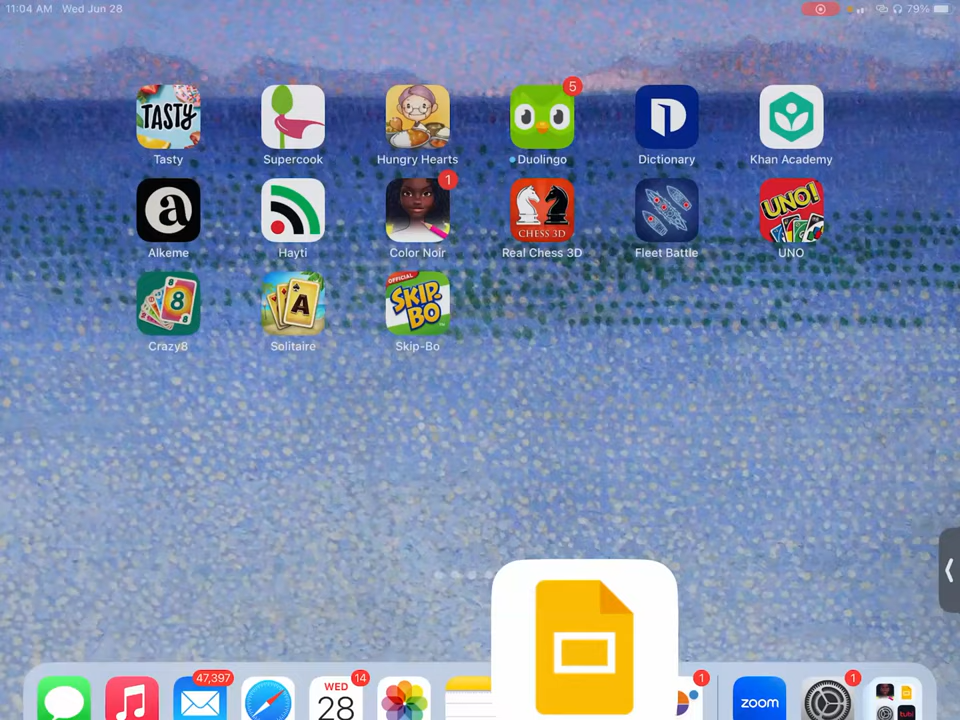 11:04 AM Wed Jun 28
79%
TASTY
5
Tasty
Supercook
Hungry Hearts
Duolingo
Dictionary
Khan Academy
a
1
CHESS 3D
UNO!
Alkeme
Hayti
Color Noir
Real Chess 3D
Fleet Battle
UNO
8
A
OFFICIAL
SKIP-BO
Crazy8
Solitaire
Skip-Bo
47,397
14
1
1
WED
28
zoom
tubi